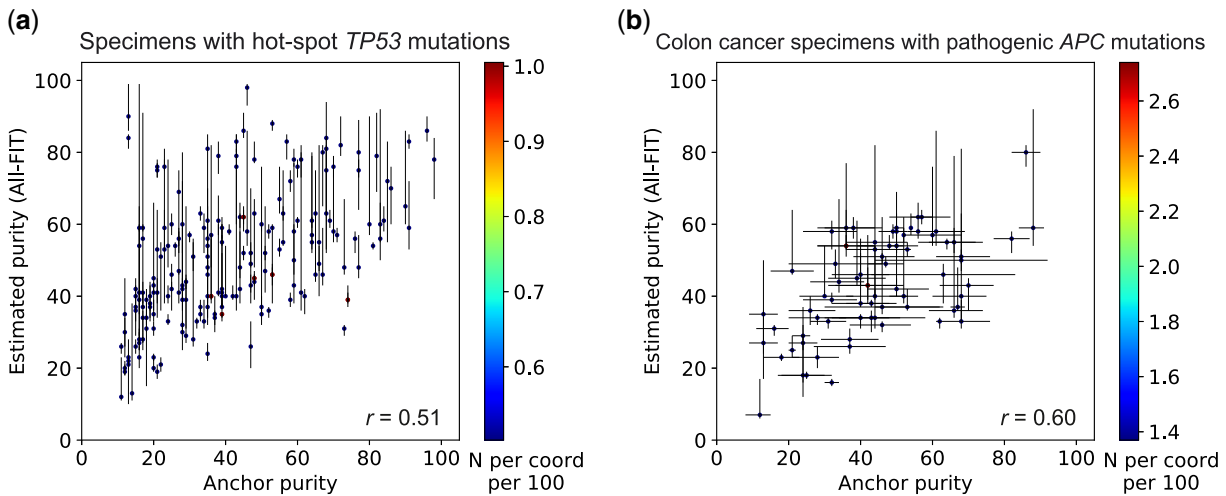 (a)
Specimens with hot-spot TP53 mutations
Estimated purity (All-FIT)
100
80
60
40
20
0
0 20 40 60 80 100
Anchor purity
r = 0.51
1.0
0.9
0.8
0.7
0.6
N per coord
per 100
(b)
Colon cancer specimens with pathogenic APC mutations
Estimated purity (All-FIT)
100
80
60
40
20
0
0 20 40 60 80 100
Anchor purity
r = 0.60
2.6
2.4
2.2
2.0
1.8
1.6
1.4
N per coord
per 100